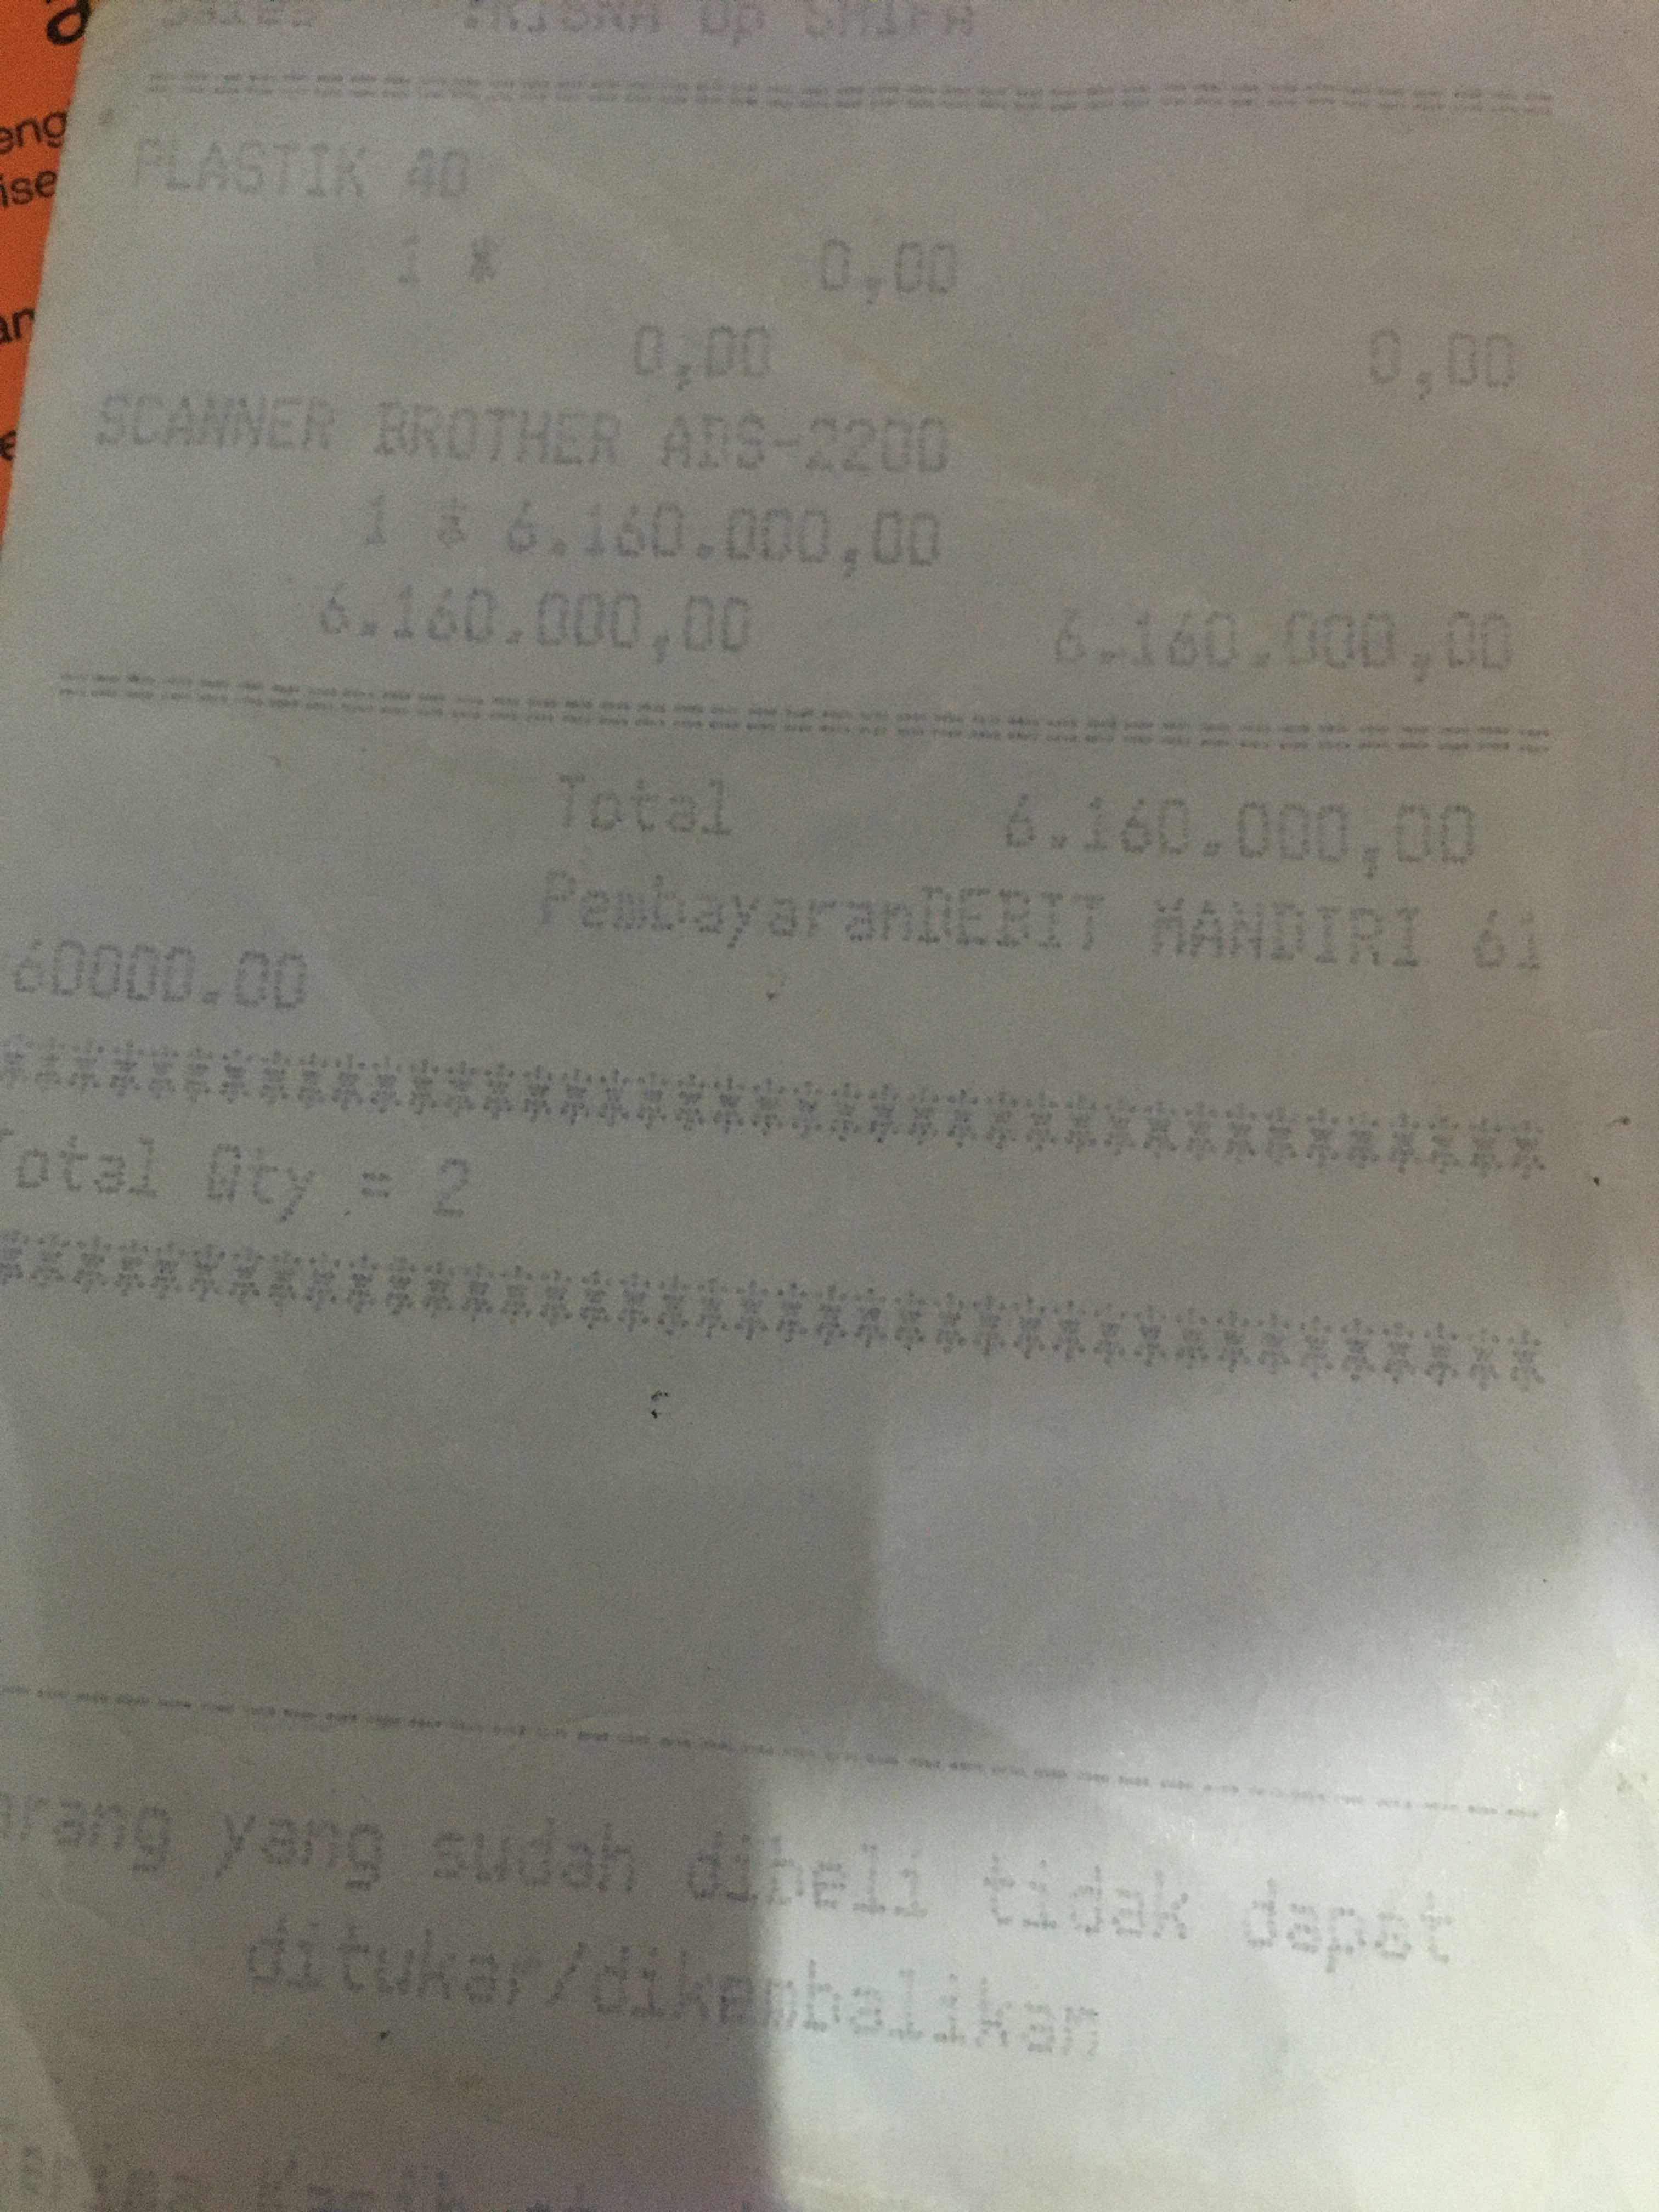 PLASTIK 40
1 * 0,00
0,00 0,00
SCANNER BROTHER ADS-2200
1 * 6.160.000,00
6.160.000,00 6.160.000,00
Total 6.160.000,00
PembayaranDEBIT MANDIRI 61
60000.00
****************************************
Total Qty = 2
****************************************
arang yang sudah dibeli tidak dapat
ditukar/dikembalikan